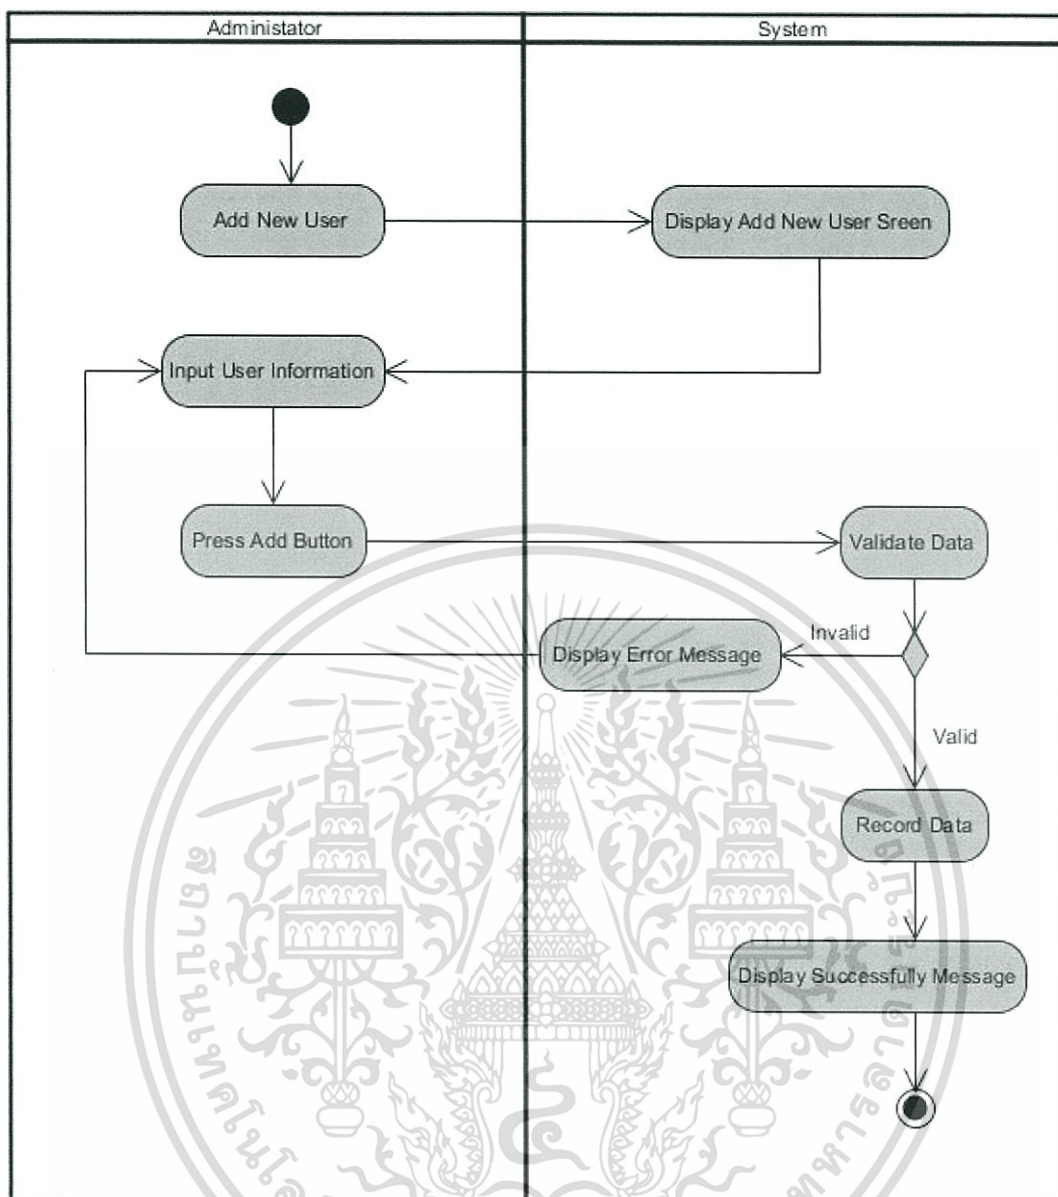 Administator
System
Add New User
Display Add New User Sreen
Input User Information
Press Add Button
Validate Data
Invalid
Display Error Message
Valid
Record Data
Display Successfully Message